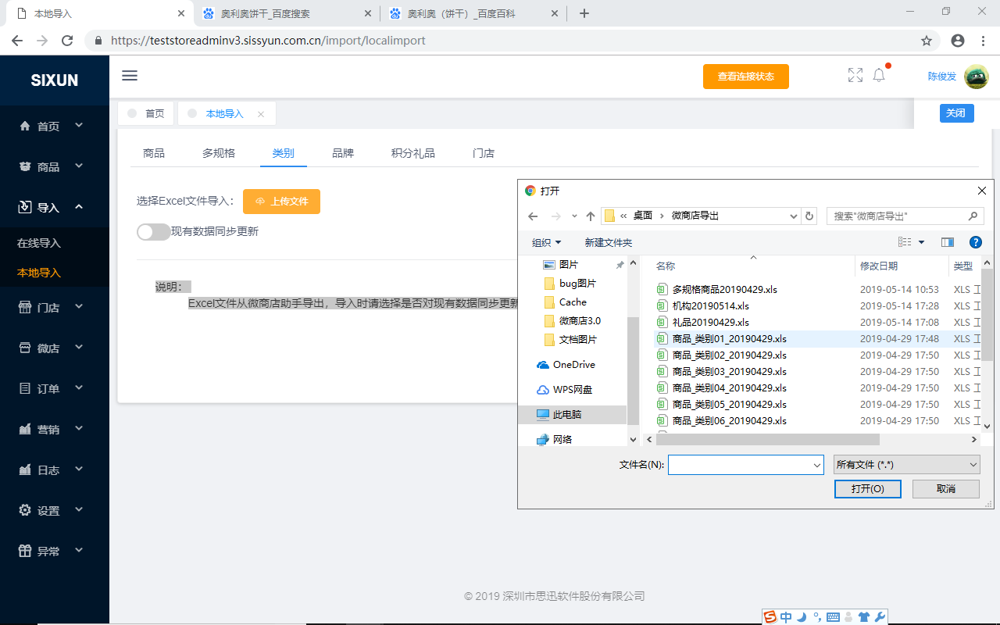 本地导入
奥利奥饼干_百度搜索
奥利奥（饼干）_百度百科
https://teststoreadminv3.sissyun.com.cn/import/localimport
SIXUN
查看连接状态
陈俊发
首页
商品
导入
在线导入
本地导入
门店
微店
订单
营销
日志
设置
异常
首页
本地导入
关闭
商品 多规格 类别 品牌 积分礼品 门店
选择Excel文件导入： 上传文件
现有数据同步更新
说明：
Excel文件从微商店助手导出，导入时请选择是否对现有数据同步更新
© 2019 深圳市思迅软件股份有限公司
打开
« 桌面 › 微商店导出
搜索"微商店导出"
组织 新建文件夹
图片
bug图片
Cache
微商店3.0
文档图片
OneDrive
WPS网盘
此电脑
网络
名称 修改日期 类型
多规格商品20190429.xls 2019-05-14 10:53 XLS 工
机构20190514.xls 2019-05-14 17:28 XLS 工
礼品20190429.xls 2019-05-14 17:08 XLS 工
商品_类别01_20190429.xls 2019-04-29 17:48 XLS 工
商品_类别02_20190429.xls 2019-04-29 17:50 XLS 工
商品_类别03_20190429.xls 2019-04-29 17:50 XLS 工
商品_类别04_20190429.xls 2019-04-29 17:50 XLS 工
商品_类别05_20190429.xls 2019-04-29 17:50 XLS 工
商品_类别06_20190429.xls 2019-04-29 17:50 XLS 工
文件名(N): 所有文件 (*.*)
打开(O) 取消
中